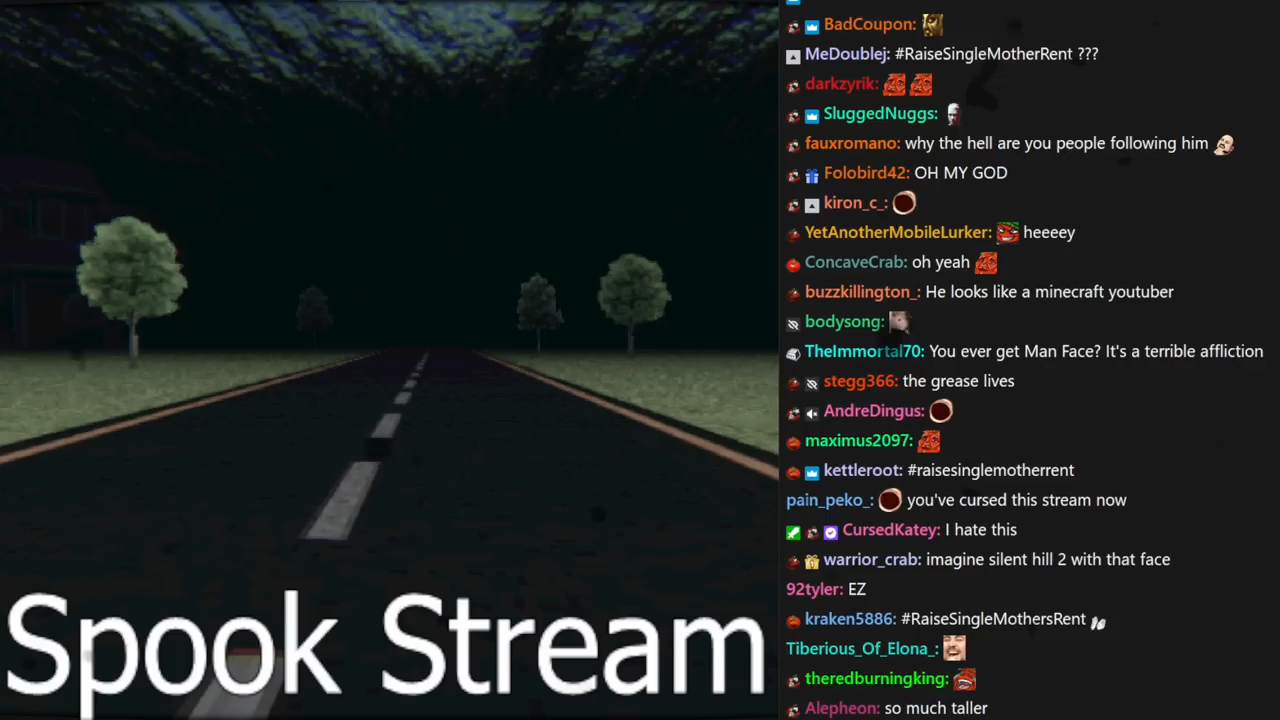 BadCoupon:
MeDoublej: #RaiseSingleMotherRent ???
darkzyrik:
SluggedNuggs:
fauxromano: why the hell are you people following him
Folobird42: OH MY GOD
kiron_c_:
YetAnotherMobileLurker: heeeey
ConcaveCrab: oh yeah
buzzkillington_: He looks like a minecraft youtuber
bodysong:
TheImmortal70: You ever get Man Face? It's a terrible affliction
stegg366: the grease lives
AndreDingus:
maximus2097:
kettleroot: #raisesinglemotherrent
pain_peko_: you've cursed this stream now
CursedKatey: I hate this
warrior_crab: imagine silent hill 2 with that face
92tyler: EZ
kraken5886: #RaiseSingleMothersRent
Tiberious_Of_Elona_:
theredburningking:
Alepheon: so much taller
Spook Stream